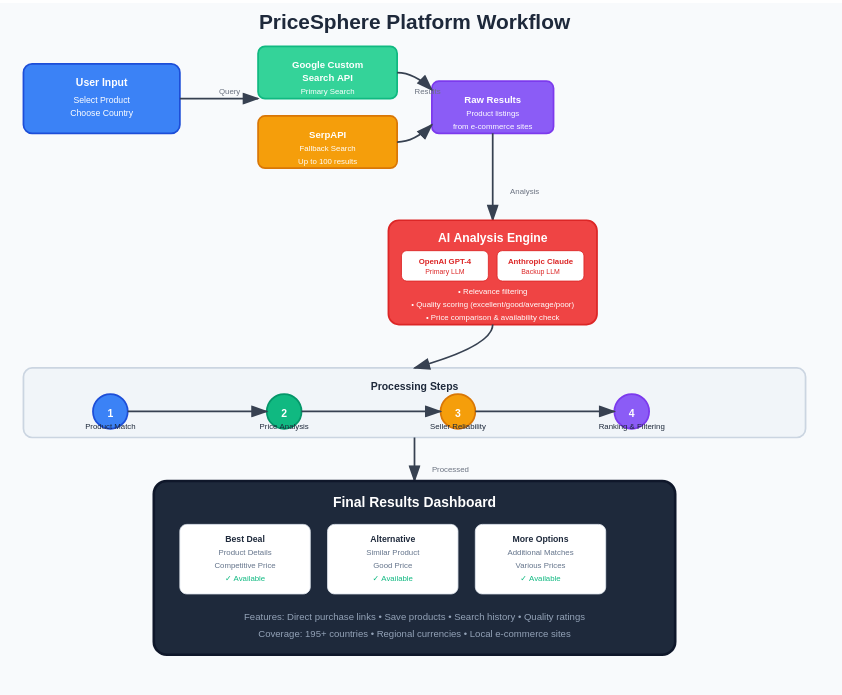 PriceSphere Platform Workflow
User Input
Select Product
Choose Country
Query
Google Custom
Search API
Primary Search
SerpAPI
Fallback Search
Up to 100 results
Results
Raw Results
Product listings
from e-commerce sites
Analysis
AI Analysis Engine
OpenAI GPT-4
Primary LLM
Anthropic Claude
Backup LLM
• Relevance filtering
• Quality scoring (excellent/good/average/poor)
• Price comparison & availability check
Processing Steps
1
Product Match
2
Price Analysis
3
Seller Reliability
4
Ranking & Filtering
Processed
Final Results Dashboard
Best Deal
Product Details
Competitive Price
✓ Available
Alternative
Similar Product
Good Price
✓ Available
More Options
Additional Matches
Various Prices
✓ Available
Features: Direct purchase links • Save products • Search history • Quality ratings
Coverage: 195+ countries • Regional currencies • Local e-commerce sites